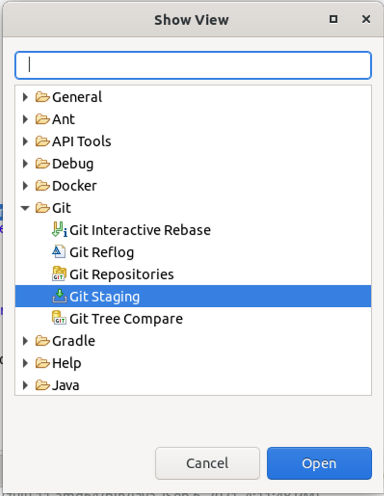 Show View
General
Ant
API Tools
Debug
Docker
Git
Git Interactive Rebase
Git Reflog
Git Repositories
Git Staging
Git Tree Compare
Gradle
Help
Java
Cancel Open